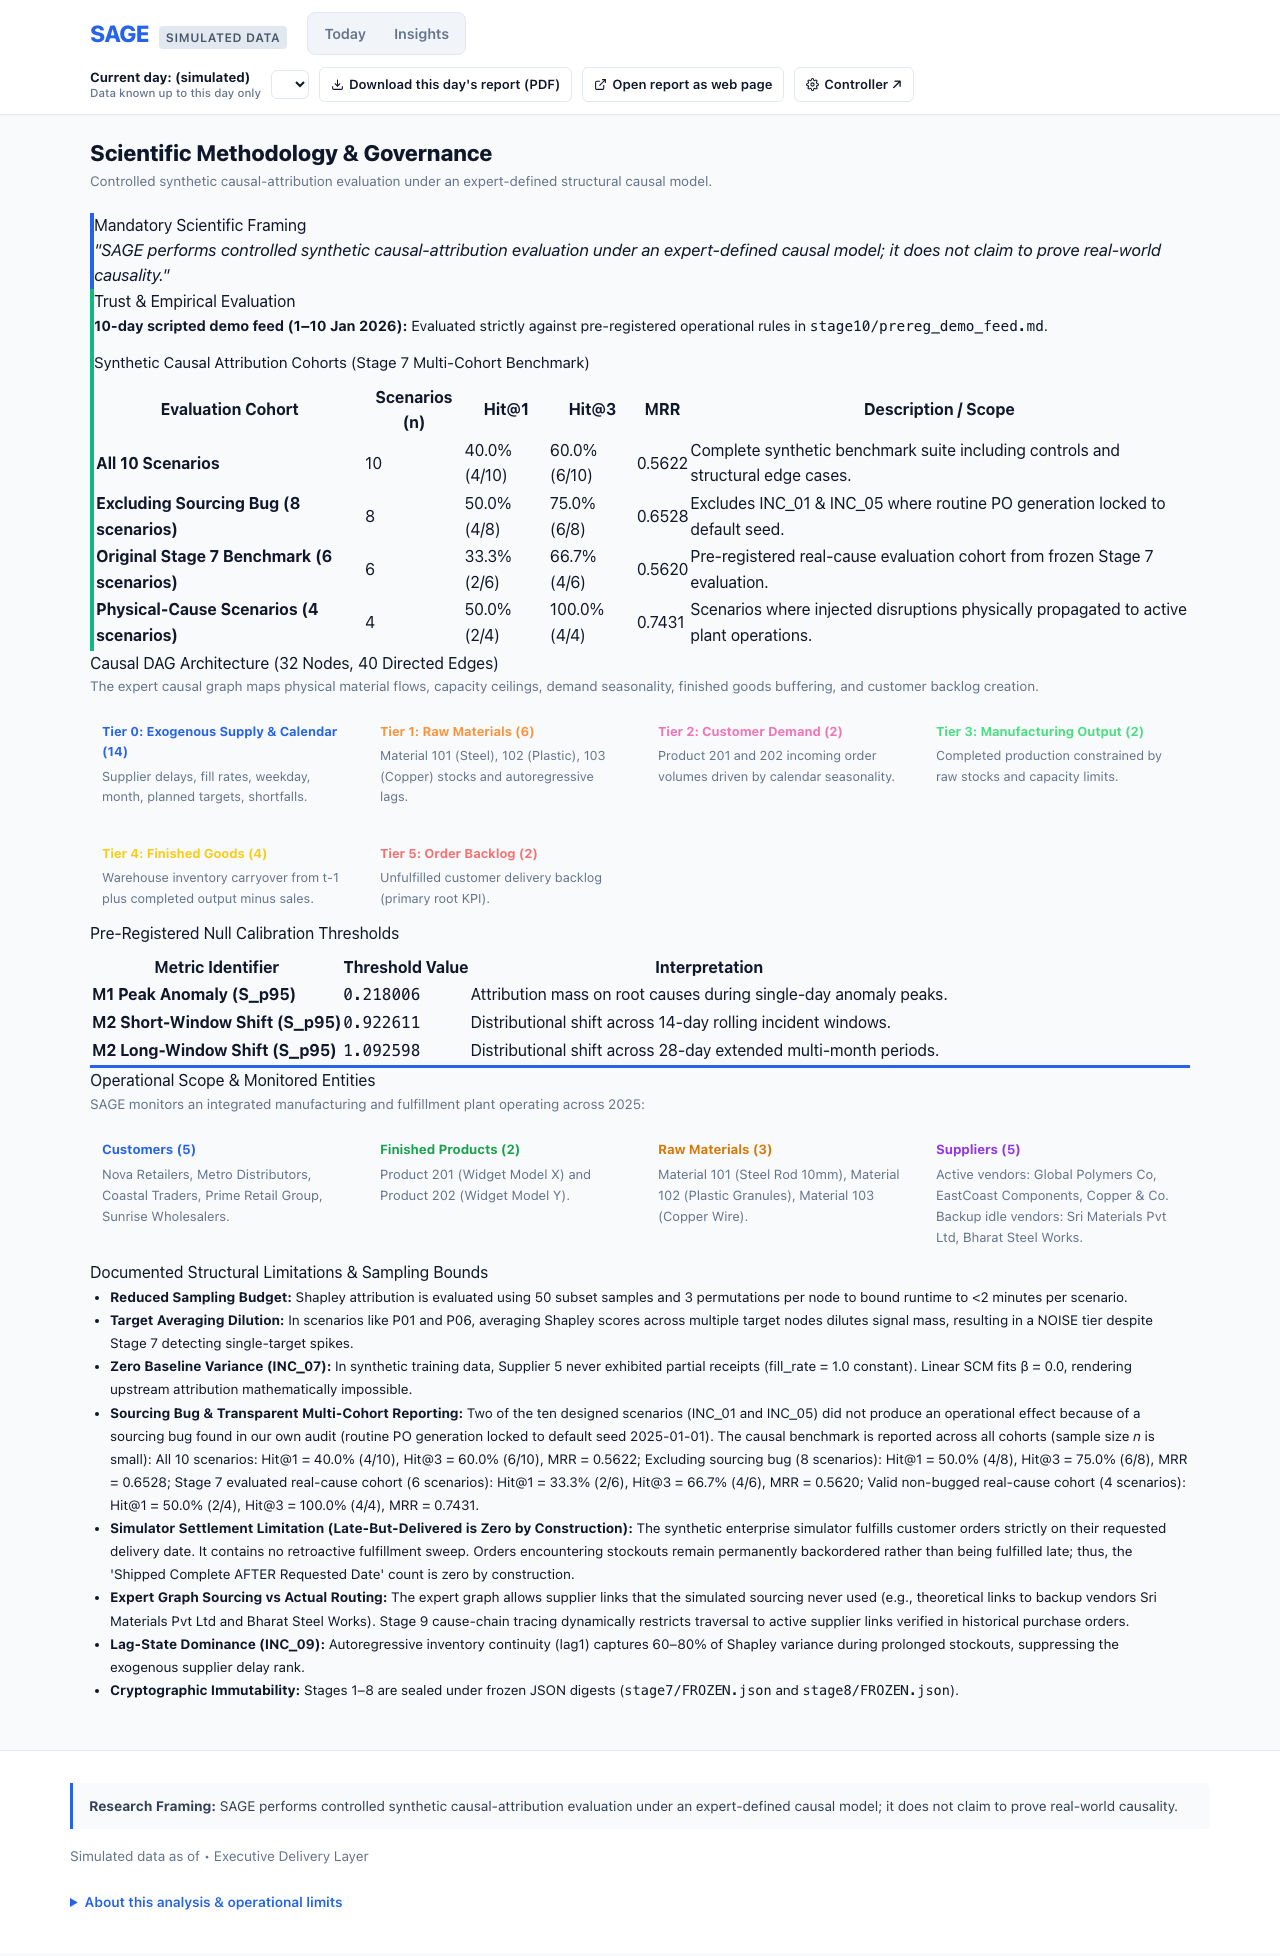 SAGE SIMULATED DATA Today Insights
Current day: (simulated)
Data known up to this day only
Download this day's report (PDF)
Open report as web page
Controller ↗
Scientific Methodology & Governance
Controlled synthetic causal-attribution evaluation under an expert-defined structural causal model.
Mandatory Scientific Framing
"SAGE performs controlled synthetic causal-attribution evaluation under an expert-defined causal model; it does not claim to prove real-world
causality."
Trust & Empirical Evaluation
10-day scripted demo feed (1–10 Jan 2026): Evaluated strictly against pre-registered operational rules in stage10/prereg_demo_feed.md.
Synthetic Causal Attribution Cohorts (Stage 7 Multi-Cohort Benchmark)
Evaluation Cohort Scenarios (n) Hit@1 Hit@3 MRR Description / Scope
All 10 Scenarios 10 40.0% (4/10) 60.0% (6/10) 0.5622 Complete synthetic benchmark suite including controls and structural edge cases.
Excluding Sourcing Bug (8 scenarios) 8 50.0% (4/8) 75.0% (6/8) 0.6528 Excludes INC_01 & INC_05 where routine PO generation locked to default seed.
Original Stage 7 Benchmark (6 scenarios) 6 33.3% (2/6) 66.7% (4/6) 0.5620 Pre-registered real-cause evaluation cohort from frozen Stage 7 evaluation.
Physical-Cause Scenarios (4 scenarios) 4 50.0% (2/4) 100.0% (4/4) 0.7431 Scenarios where injected disruptions physically propagated to active plant operations.
Causal DAG Architecture (32 Nodes, 40 Directed Edges)
The expert causal graph maps physical material flows, capacity ceilings, demand seasonality, finished goods buffering, and customer backlog creation.
Tier 0: Exogenous Supply & Calendar
(14)
Supplier delays, fill rates, weekday,
month, planned targets, shortfalls.
Tier 1: Raw Materials (6)
Material 101 (Steel), 102 (Plastic), 103
(Copper) stocks and autoregressive
lags.
Tier 2: Customer Demand (2)
Product 201 and 202 incoming order
volumes driven by calendar seasonality.
Tier 3: Manufacturing Output (2)
Completed production constrained by
raw stocks and capacity limits.
Tier 4: Finished Goods (4)
Warehouse inventory carryover from t-1
plus completed output minus sales.
Tier 5: Order Backlog (2)
Unfulfilled customer delivery backlog
(primary root KPI).
Pre-Registered Null Calibration Thresholds
Metric Identifier Threshold Value Interpretation
M1 Peak Anomaly (S_p95) 0.218006 Attribution mass on root causes during single-day anomaly peaks.
M2 Short-Window Shift (S_p95) 0.922611 Distributional shift across 14-day rolling incident windows.
M2 Long-Window Shift (S_p95) 1.092598 Distributional shift across 28-day extended multi-month periods.
Operational Scope & Monitored Entities
SAGE monitors an integrated manufacturing and fulfillment plant operating across 2025:
Customers (5)
Nova Retailers, Metro Distributors,
Coastal Traders, Prime Retail Group,
Sunrise Wholesalers.
Finished Products (2)
Product 201 (Widget Model X) and
Product 202 (Widget Model Y).
Raw Materials (3)
Material 101 (Steel Rod 10mm), Material
102 (Plastic Granules), Material 103
(Copper Wire).
Suppliers (5)
Active vendors: Global Polymers Co,
EastCoast Components, Copper & Co.
Backup idle vendors: Sri Materials Pvt
Ltd, Bharat Steel Works.
Documented Structural Limitations & Sampling Bounds
• Reduced Sampling Budget: Shapley attribution is evaluated using 50 subset samples and 3 permutations per node to bound runtime to <2 minutes per scenario.
• Target Averaging Dilution: In scenarios like P01 and P06, averaging Shapley scores across multiple target nodes dilutes signal mass, resulting in a NOISE tier despite
Stage 7 detecting single-target spikes.
• Zero Baseline Variance (INC_07): In synthetic training data, Supplier 5 never exhibited partial receipts (fill_rate = 1.0 constant). Linear SCM fits β = 0.0, rendering
upstream attribution mathematically impossible.
• Sourcing Bug & Transparent Multi-Cohort Reporting: Two of the ten designed scenarios (INC_01 and INC_05) did not produce an operational effect because of a
sourcing bug found in our own audit (routine PO generation locked to default seed 2025-01-01). The causal benchmark is reported across all cohorts (sample size n is
small): All 10 scenarios: Hit@1 = 40.0% (4/10), Hit@3 = 60.0% (6/10), MRR = 0.5622; Excluding sourcing bug (8 scenarios): Hit@1 = 50.0% (4/8), Hit@3 = 75.0% (6/8), MRR
= 0.6528; Stage 7 evaluated real-cause cohort (6 scenarios): Hit@1 = 33.3% (2/6), Hit@3 = 66.7% (4/6), MRR = 0.5620; Valid non-bugged real-cause cohort (4 scenarios):
Hit@1 = 50.0% (2/4), Hit@3 = 100.0% (4/4), MRR = 0.7431.
• Simulator Settlement Limitation (Late-But-Delivered is Zero by Construction): The synthetic enterprise simulator fulfills customer orders strictly on their requested
delivery date. It contains no retroactive fulfillment sweep. Orders encountering stockouts remain permanently backordered rather than being fulfilled late; thus, the
'Shipped Complete AFTER Requested Date' count is zero by construction.
• Expert Graph Sourcing vs Actual Routing: The expert graph allows supplier links that the simulated sourcing never used (e.g., theoretical links to backup vendors Sri
Materials Pvt Ltd and Bharat Steel Works). Stage 9 cause-chain tracing dynamically restricts traversal to active supplier links verified in historical purchase orders.
• Lag-State Dominance (INC_09): Autoregressive inventory continuity (lag1) captures 60–80% of Shapley variance during prolonged stockouts, suppressing the
exogenous supplier delay rank.
• Cryptographic Immutability: Stages 1–8 are sealed under frozen JSON digests (stage7/FROZEN.json and stage8/FROZEN.json).
Research Framing: SAGE performs controlled synthetic causal-attribution evaluation under an expert-defined causal model; it does not claim to prove real-world causality.
Simulated data as of • Executive Delivery Layer
▶ About this analysis & operational limits